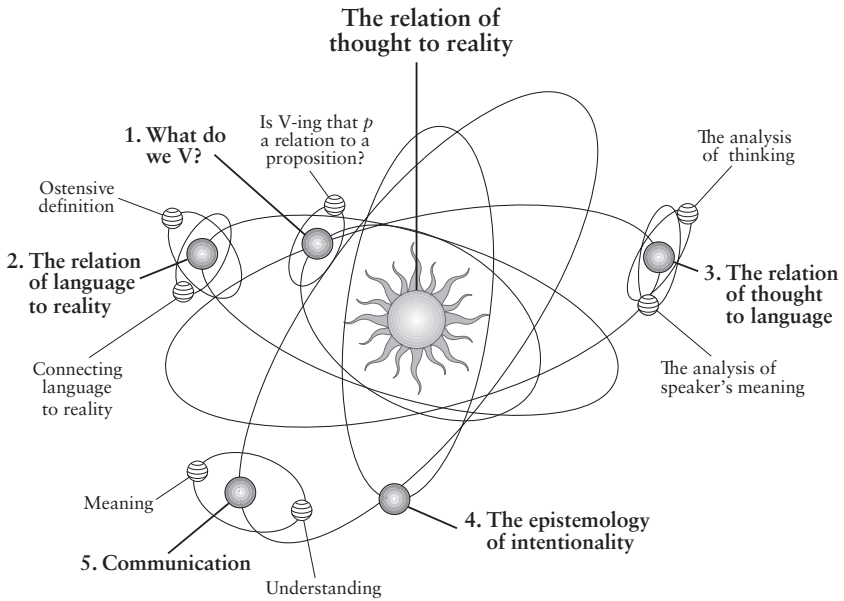 The relation of
thought to reality
1. What do
we V?
Is V-ing that p
a relation to a
proposition?
The analysis
of thinking
Ostensive
definition
2. The relation
of language
to reality
3. The relation
of thought
to language
Connecting
language
to reality
The analysis of
speaker’s meaning
Meaning
4. The epistemology
of intentionality
5. Communication
Understanding